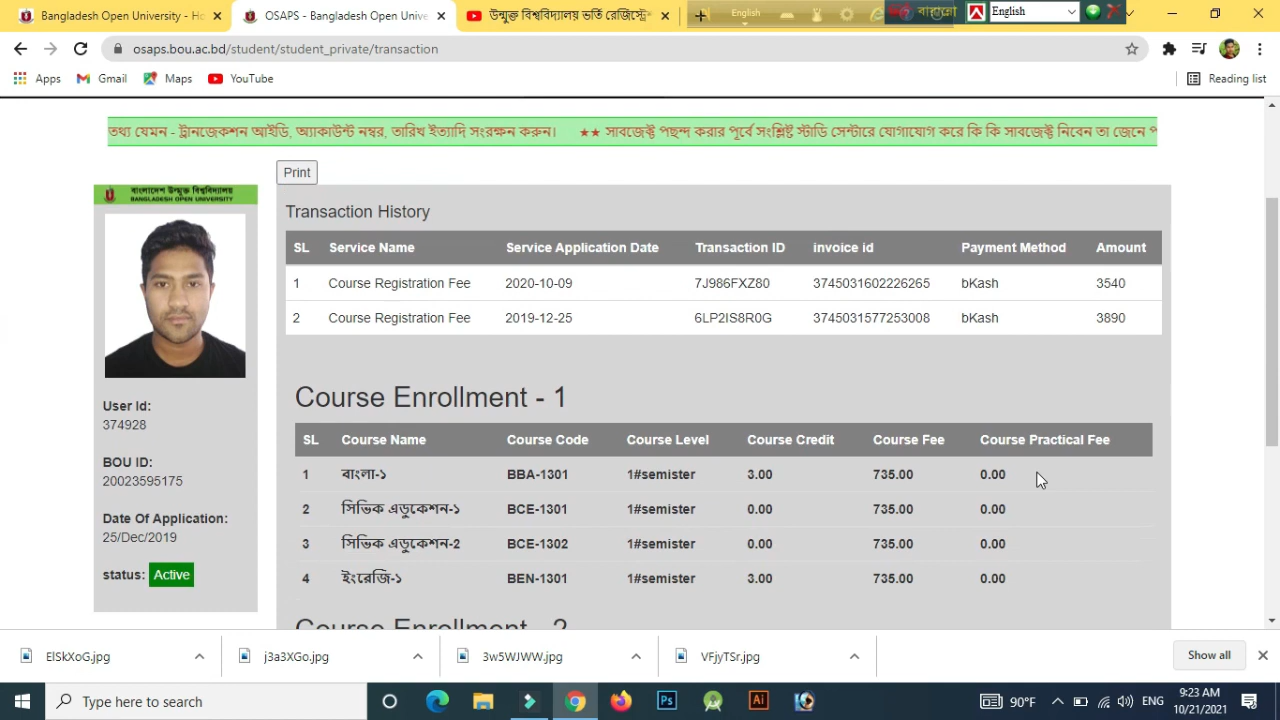 Bangladesh Open University - Ho
OSAPS- Bangladesh Open Unive
উন্মুক্ত বিশ্ববিদ্যালয় ভর্তি রেজিস্ট্রে
English
English
osaps.bou.ac.bd/student/student_private/transaction
Apps
Gmail
Maps
YouTube
Reading list
তথ্য যেমন - ট্রানজেকশন আইডি, অ্যাকাউন্ট নম্বর, তারিখ ইত্যাদি সংরক্ষন করুন। ★★ সাবজেক্ট পছন্দ করার পূর্বে সংশ্লিষ্ট স্টাডি সেন্টারে যোগাযোগ করে কি কি সাবজেক্ট নিবেন তা জেনে প
Print
বাংলাদেশ উন্মুক্ত বিশ্ববিদ্যালয়
BANGLADESH OPEN UNIVERSITY
User Id:
374928
BOU ID:
20023595175
Date Of Application:
25/Dec/2019
status: Active
Transaction History
SL Service Name Service Application Date Transaction ID invoice id Payment Method Amount
1 Course Registration Fee 2020-10-09 7J986FXZ80 3745031602226265 bKash 3540
2 Course Registration Fee 2019-12-25 6LP2IS8R0G 3745031577253008 bKash 3890
Course Enrollment - 1
SL Course Name Course Code Course Level Course Credit Course Fee Course Practical Fee
1 বাংলা-১ BBA-1301 1#semister 3.00 735.00 0.00
2 সিভিক এডুকেশন-১ BCE-1301 1#semister 0.00 735.00 0.00
3 সিভিক এডুকেশন-2 BCE-1302 1#semister 0.00 735.00 0.00
4 ইংরেজি-১ BEN-1301 1#semister 3.00 735.00 0.00
Course Enrollment - 2
ElSkXoG.jpg
j3a3XGo.jpg
3w5WJWW.jpg
VFjyTSr.jpg
Show all
Type here to search
Ps
Ai
90°F
ENG
9:23 AM
10/21/2021